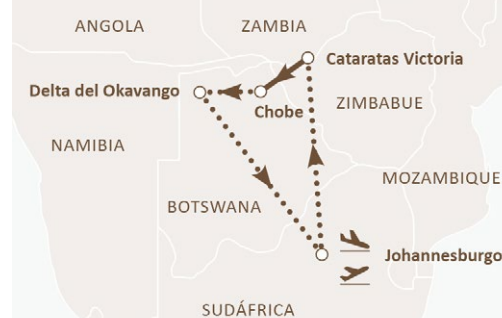 ANGOLA
ZAMBIA
Cataratas Victoria
Delta del Okavango
Chobe
ZIMBABUE
NAMIBIA
MOZAMBIQUE
BOTSWANA
Johannesburgo
SUDÁFRICA